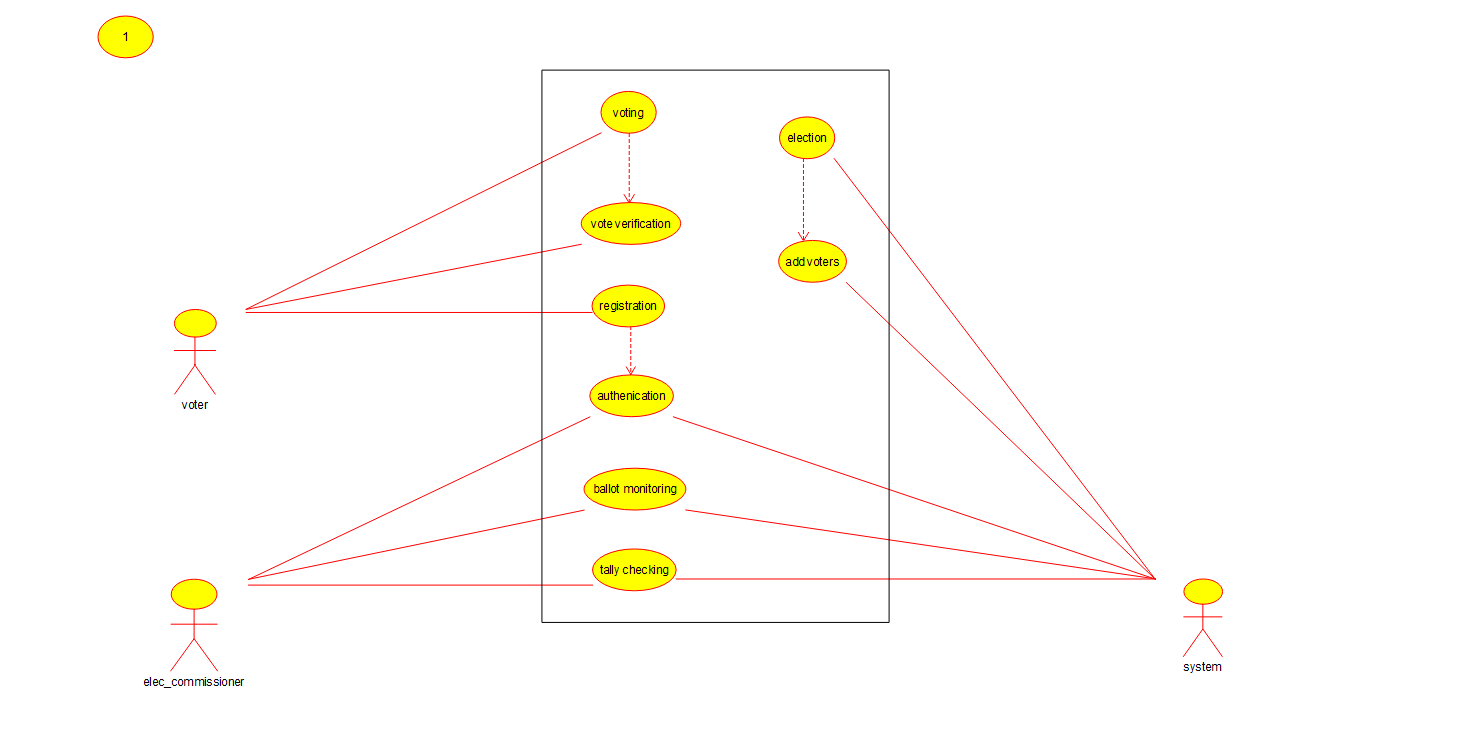 1
voting
election
vote verification
add voters
registration
voter
authenication
ballot monitoring
tally checking
system
elec_commissioner